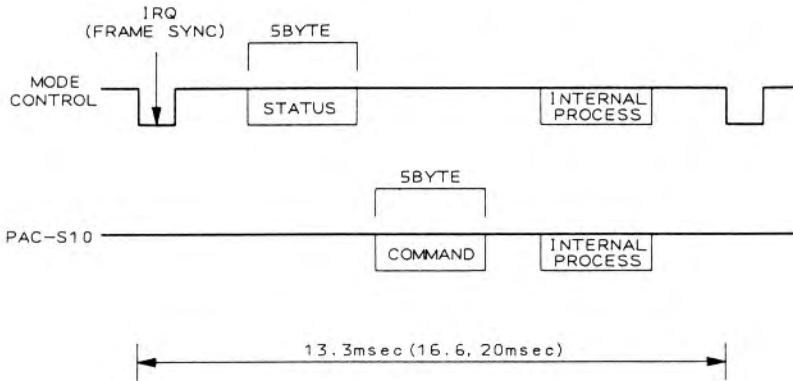 IRQ
(FRAME SYNC)
5BYTE
MODE
CONTROL
STATUS
INTERNAL
PROCESS
5BYTE
PAC-S10
COMMAND
INTERNAL
PROCESS
13.3msec(16.6, 20msec)